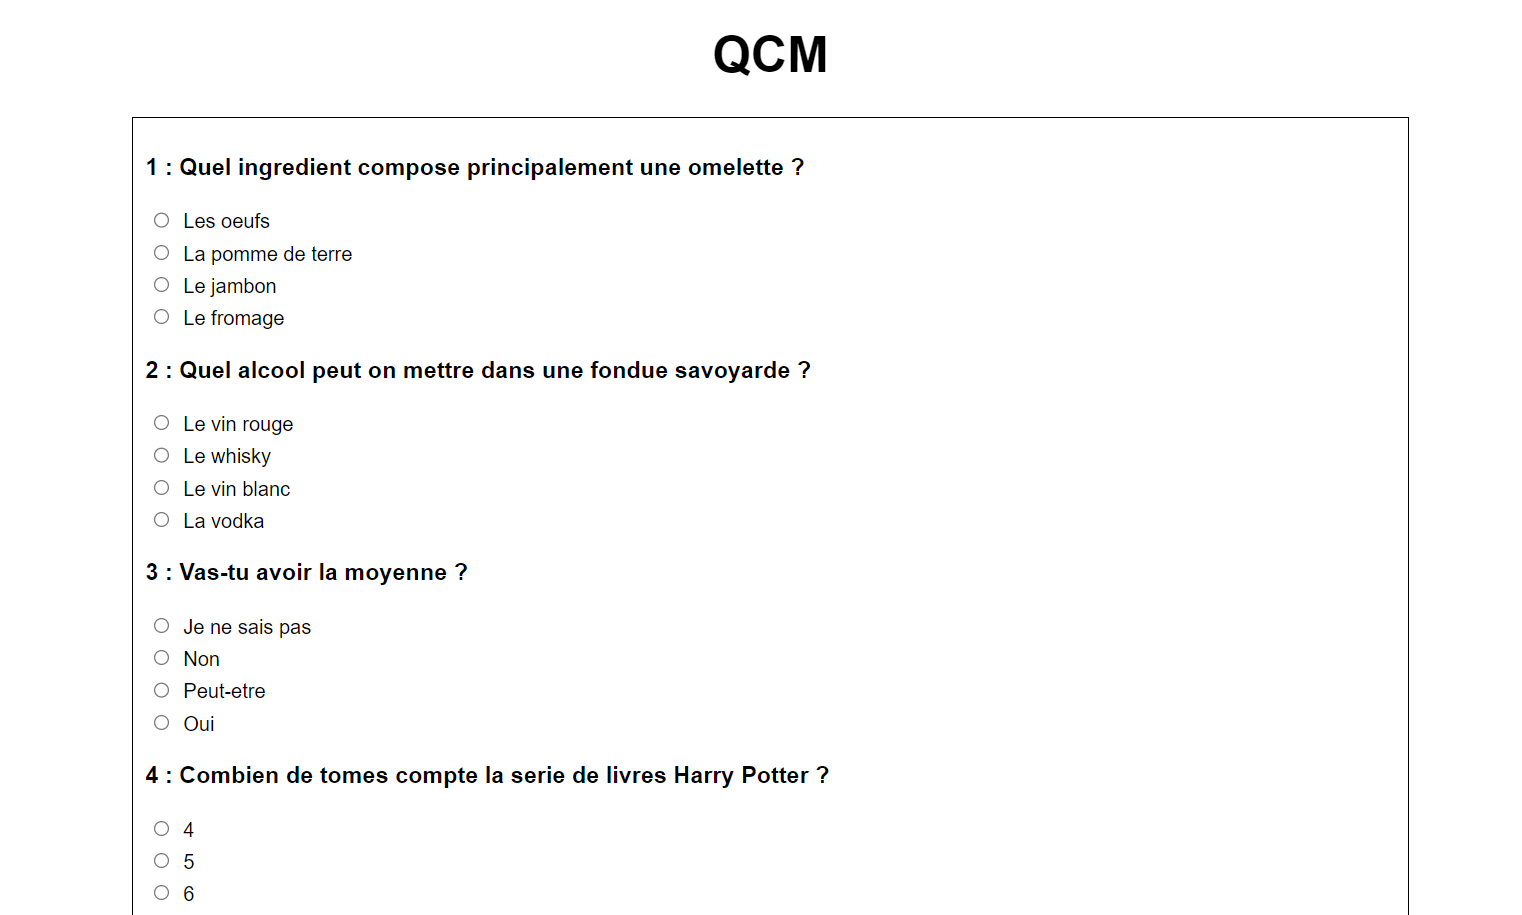 QCM
1 : Quel ingredient compose principalement une omelette ?
Les oeufs
La pomme de terre
Le jambon
Le fromage
2 : Quel alcool peut on mettre dans une fondue savoyarde ?
Le vin rouge
Le whisky
Le vin blanc
La vodka
3 : Vas-tu avoir la moyenne ?
Je ne sais pas
Non
Peut-etre
Oui
4 : Combien de tomes compte la serie de livres Harry Potter ?
4
5
6